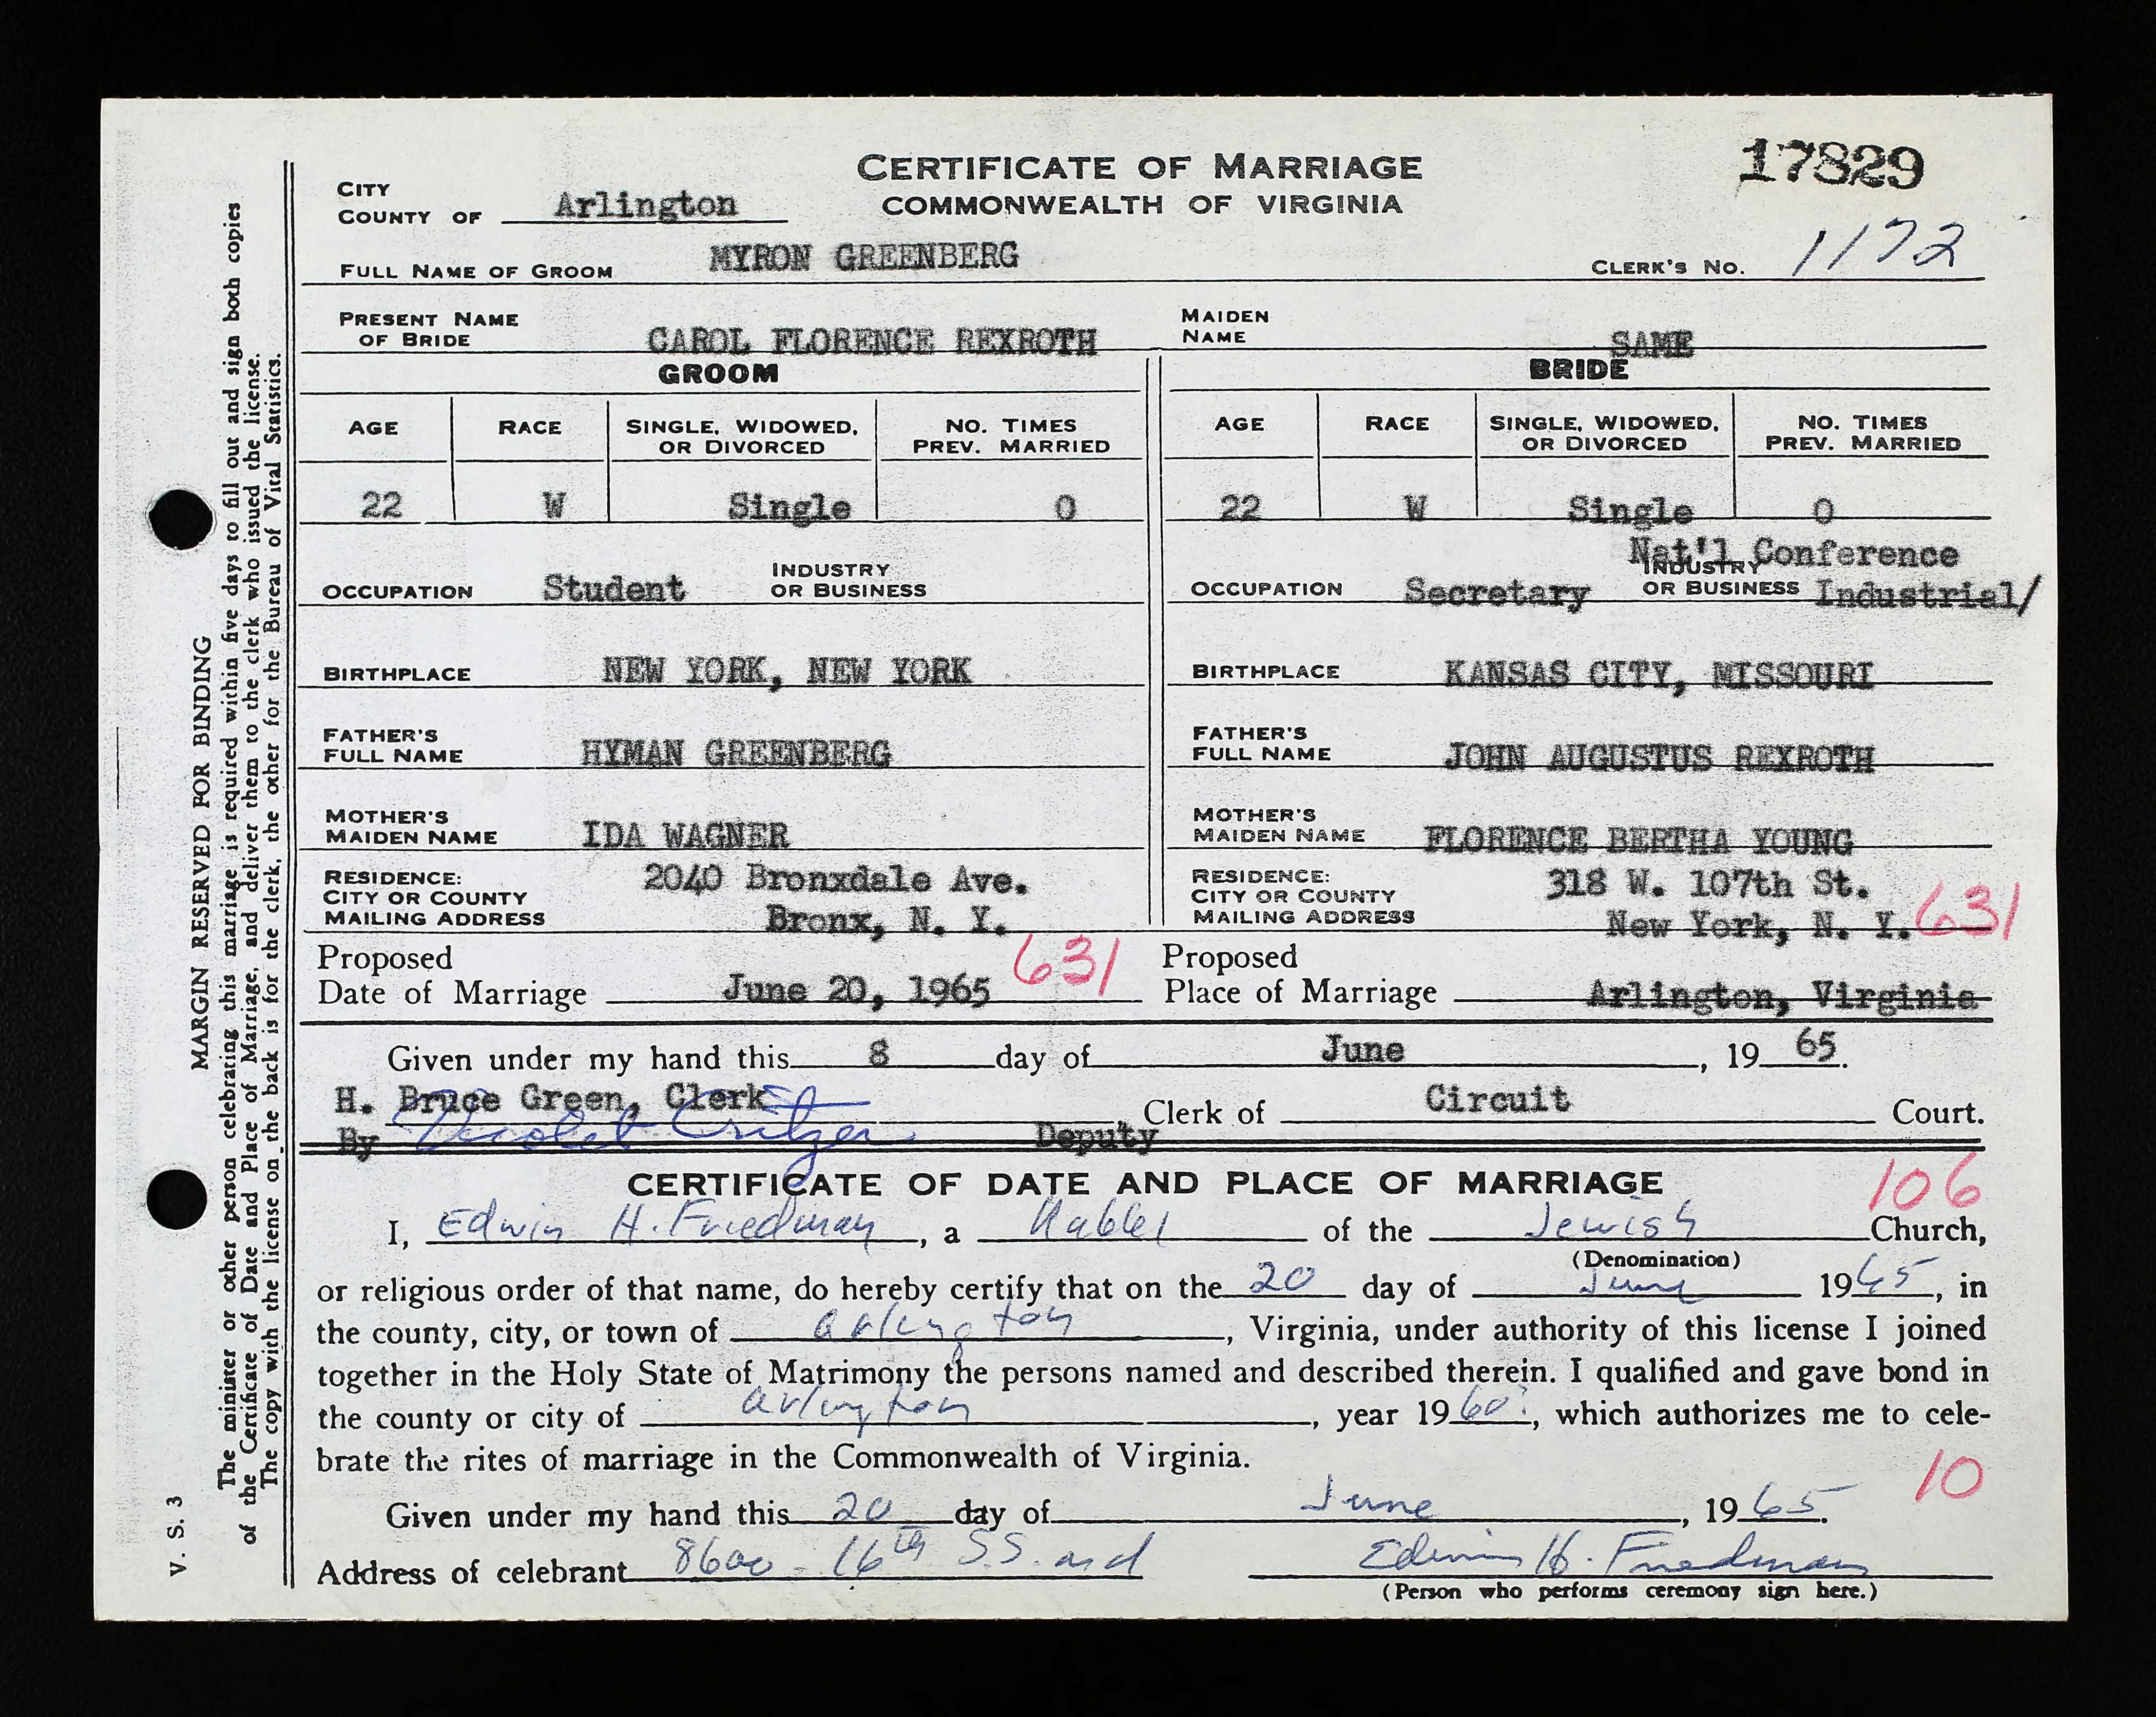 CERTIFICATE OF MARRIAGE
COMMONWEALTH OF VIRGINIA
17829
CITY
COUNTY OF Arlington
FULL NAME OF GROOM MYRON GREENBERG CLERK'S NO. 1172
PRESENT NAME OF BRIDE CAROL FLORENCE REXROTH MAIDEN NAME SAME
GROOM BRIDE
AGE RACE SINGLE, WIDOWED, OR DIVORCED NO. TIMES PREV. MARRIED AGE RACE SINGLE, WIDOWED, OR DIVORCED NO. TIMES PREV. MARRIED
22 W Single 0 22 W Single 0
Nat'l Conference
OCCUPATION Student INDUSTRY OR BUSINESS OCCUPATION Secretary INDUSTRY OR BUSINESS Industrial/
BIRTHPLACE NEW YORK, NEW YORK BIRTHPLACE KANSAS CITY, MISSOURI
FATHER'S FULL NAME HYMAN GREENBERG FATHER'S FULL NAME JOHN AUGUSTUS REXROTH
MOTHER'S MAIDEN NAME IDA WAGNER MOTHER'S MAIDEN NAME FLORENCE BERTHA YOUNG
RESIDENCE: CITY OR COUNTY MAILING ADDRESS 2040 Bronxdale Ave. Bronx, N. Y. RESIDENCE: CITY OR COUNTY MAILING ADDRESS 318 W. 107th St. New York, N. Y. 631
Proposed Date of Marriage June 20, 1965 631 Proposed Place of Marriage Arlington, Virginia
Given under my hand this 8 day of June, 19 65.
H. Bruce Green, Clerk Clerk of Circuit Court.
By Violet Critzer Deputy
CERTIFICATE OF DATE AND PLACE OF MARRIAGE 106
I, Edwin H. Friedman, a Rabbi of the Jewish Church,
(Denomination)
or religious order of that name, do hereby certify that on the 20 day of June 1965, in
the county, city, or town of Arlington, Virginia, under authority of this license I joined
together in the Holy State of Matrimony the persons named and described therein. I qualified and gave bond in
the county or city of Arlington, year 1960?, which authorizes me to cele-
brate the rites of marriage in the Commonwealth of Virginia.
10
Given under my hand this 20 day of June, 1965.
Address of celebrant 8600 - 16th S.S. Md Edwin H. Friedman
(Person who performs ceremony sign here.)
MARGIN RESERVED FOR BINDING
The minister or other person celebrating this marriage is required within five days to fill out and sign both copies
of the Certificate of Date and Place of Marriage, and deliver them to the clerk who issued the license.
The copy with the license on the back is for the clerk, the other for the Bureau of Vital Statistics.
V. S. 3